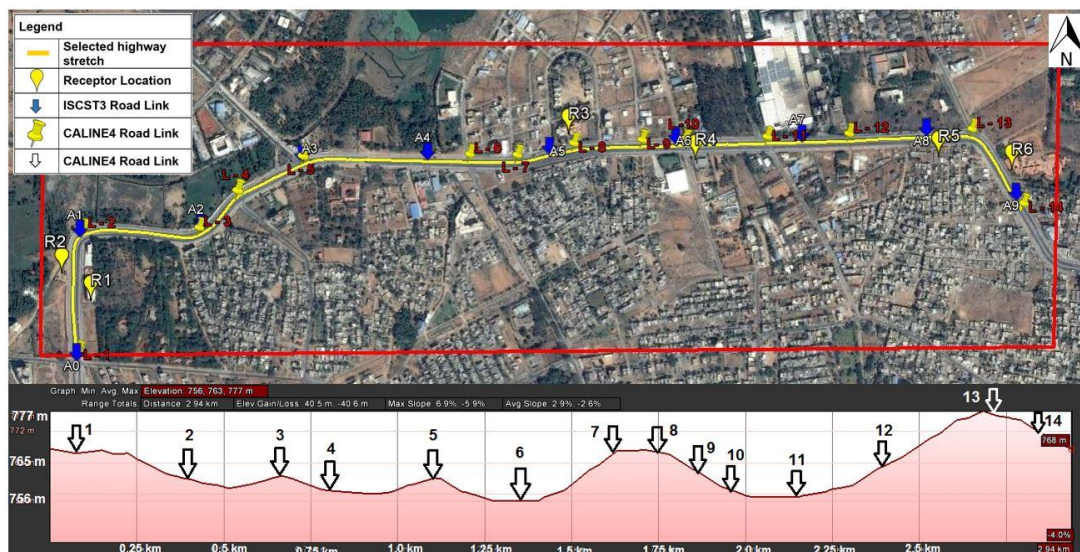 Legend
Selected highway
stretch
Receptor Location
ISCST3 Road Link
CALINE4 Road Link
CALINE4 Road Link
N
R3
A7
L - 10
A8
L - 13
A4
A6
L - 11
L - 12
R5
A3
L - 6
A5
L - 8
L - 9
R4
R6
L - 5
L - 7
L - 4
A9
L - 14
A1
L - 2
A2
L - 3
R2
R1
A0
L - 1
Graph Min, Avg, Max Elevation: 756, 763, 777 m
Range Totals: Distance: 2.94 km Elev Gain/Loss: 40.5 m, -40.6 m Max Slope: 6.9%, -5.9% Avg Slope: 2.9%, -2.6%
777 m
772 m
765 m
756 m
1
2
3
4
5
6
7
8
9
10
11
12
13
14
768 m
-4.0%
0.25 km
0.5 km
0.75 km
1.0 km
1.25 km
1.5 km
1.75 km
2.0 km
2.25 km
2.5 km
2.94 km